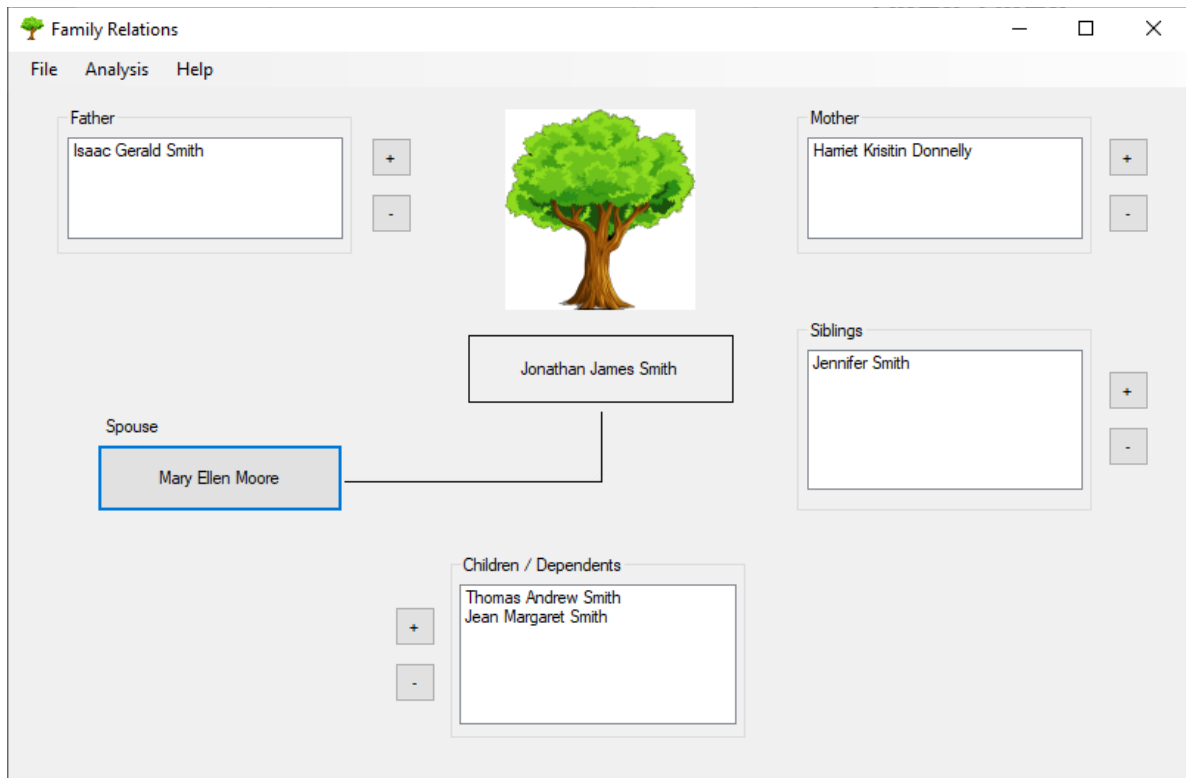 Family Relations
File Analysis Help
Father
Isaac Gerald Smith
+
-
Mother
Harriet Krisitin Donnelly
+
-
Jonathan James Smith
Siblings
Jennifer Smith
+
-
Spouse
Mary Ellen Moore
Children / Dependents
Thomas Andrew Smith
Jean Margaret Smith
+
-